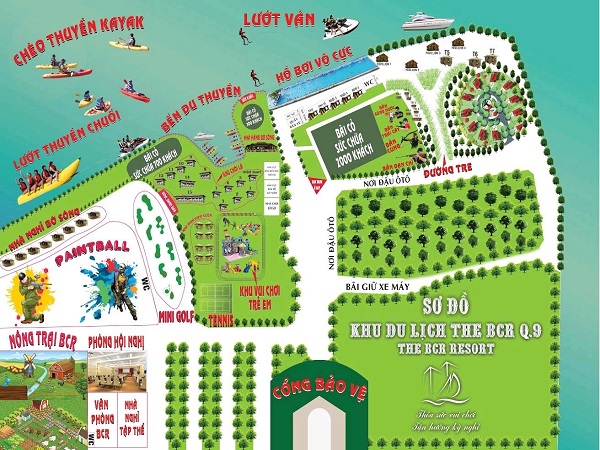 CHÈO THUYỀN KAYAK
LƯỚT VÁN
HỒ BƠI VÔ CỰC
BẾN DU THUYỀN
LƯỚT THUYỀN CHUỐI
WC
BÃI CỎ
SỨC CHỨA
2000 KHÁCH
BÃI CỎ
SỨC CHỨA 700 KHÁCH
ĐƯỜNG TRE
NƠI ĐẬU ÔTÔ
NƠI ĐẬU ÔTÔ
BÃI GIỮ XE MÁY
NHÀ NGHỈ BỜ SÔNG
PAINTBALL
WC
MINI GOLF
TENNIS
KHU VUI CHƠI
TRẺ EM
NÔNG TRẠI BCR
PHÒNG HỘI NGHỊ
VĂN
PHÒNG
BCR
WC
NHÀ
NGHỈ
TẬP THỂ
CỔNG BẢO VỆ
SƠ ĐỒ
KHU DU LỊCH THE BCR Q.9
THE BCR RESORT
Thỏa sức vui chơi
Tận hưởng kỳ nghỉ